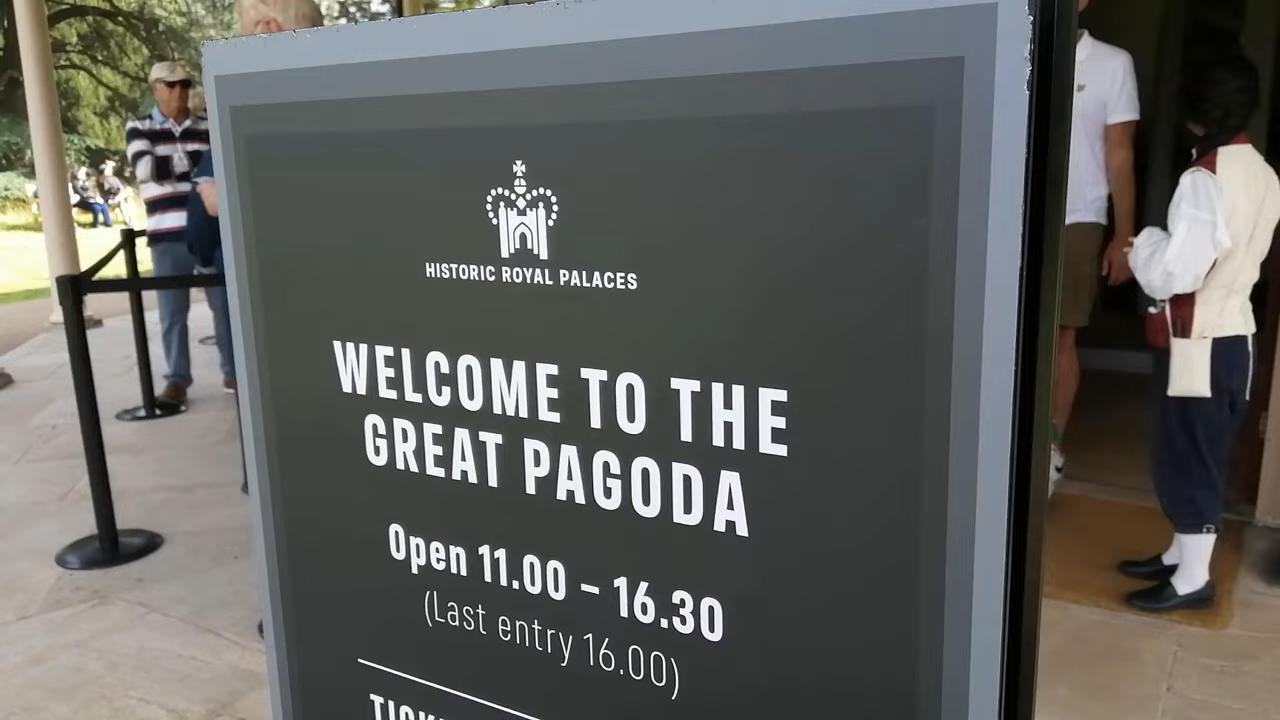 HISTORIC ROYAL PALACES
WELCOME TO THE
GREAT PAGODA
Open 11.00 – 16.30
(Last entry 16.00)